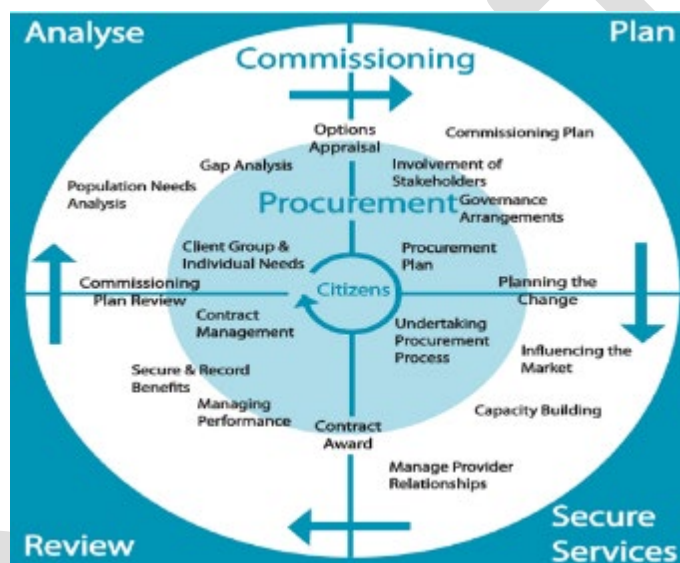 Analyse
Plan
Commissioning
Options
Appraisal
Commissioning Plan
Gap Analysis
Involvement of
Stakeholders
Population Needs
Analysis
Procurement
Governance
Arrangements
Client Group &
Individual Needs
Procurement
Plan
Commissioning
Plan Review
Citizens
Planning the
Change
Contract
Management
Undertaking
Procurement
Process
Influencing the
Market
Secure & Record
Benefits
Managing
Performance
Capacity Building
Contract
Award
Manage Provider
Relationships
Review
Secure
Services